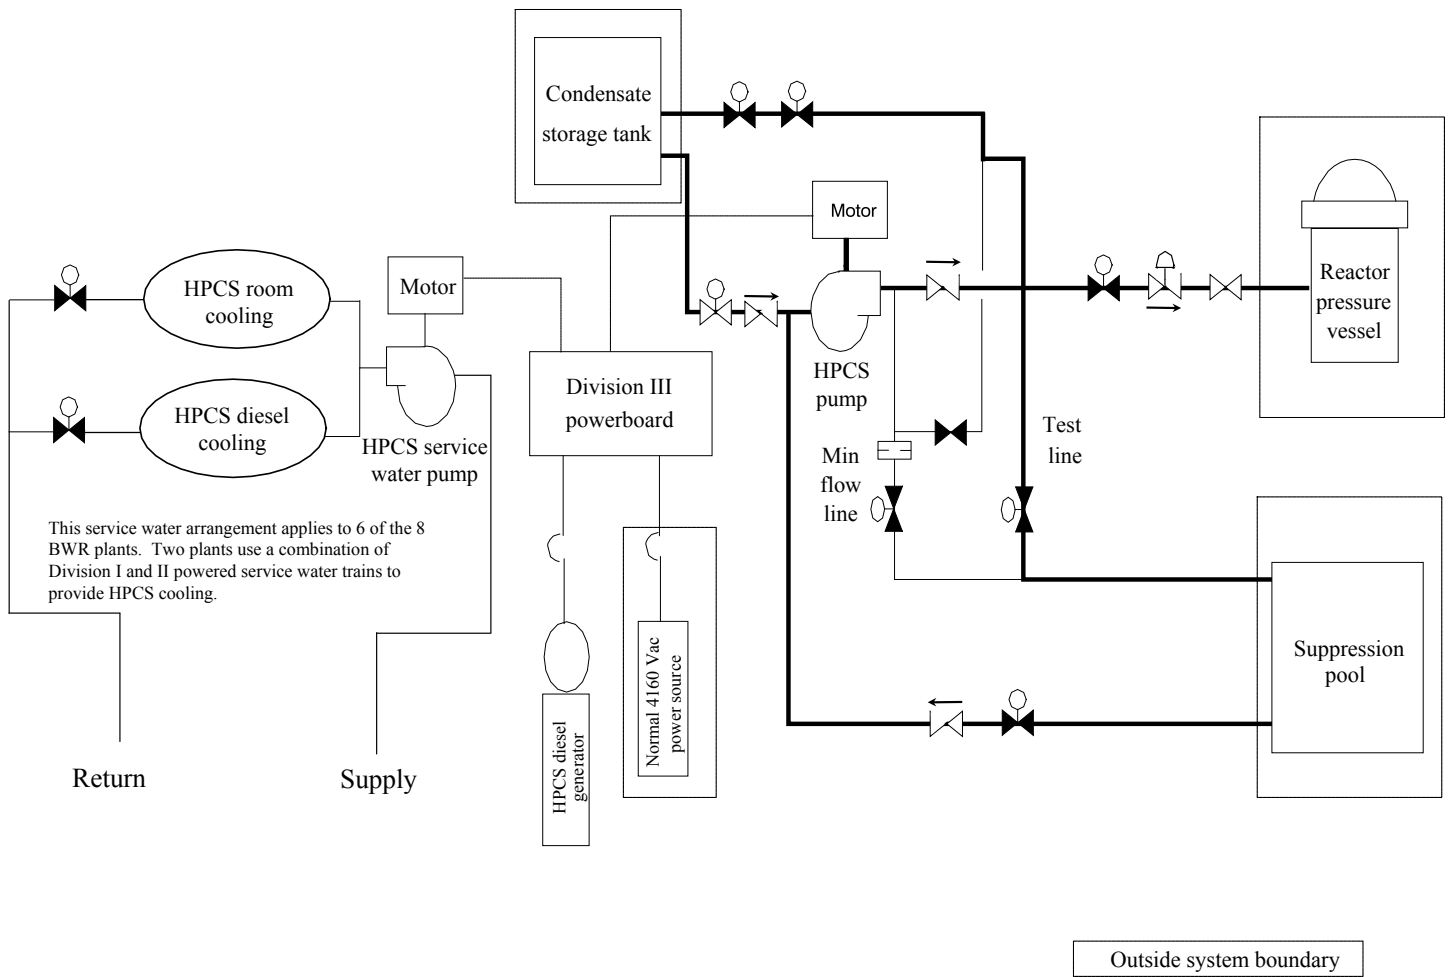 Condensate
storage tank
Motor
Reactor
pressure
vessel
HPCS room
cooling
Motor
HPCS
pump
Division III
powerboard
HPCS diesel
cooling
HPCS service
water pump
Min
flow
line
Test
line
This service water arrangement applies to 6 of the 8
BWR plants.  Two plants use a combination of
Division I and II powered service water trains to
provide HPCS cooling.
Suppression
pool
Normal 4160 Vac
power source
HPCS diesel
generator
Return
Supply
Outside system boundary